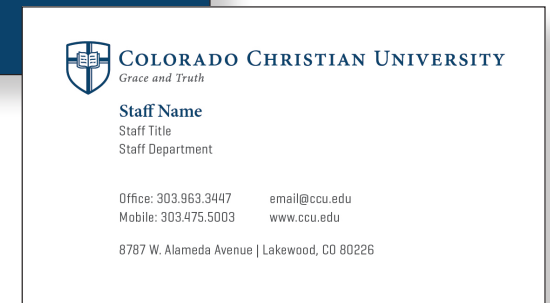 COLORADO CHRISTIAN UNIVERSITY
Grace and Truth
Staff Name
Staff Title
Staff Department
Office: 303.963.3447 email@ccu.edu
Mobile: 303.475.5003 www.ccu.edu
8787 W. Alameda Avenue | Lakewood, CO 80226